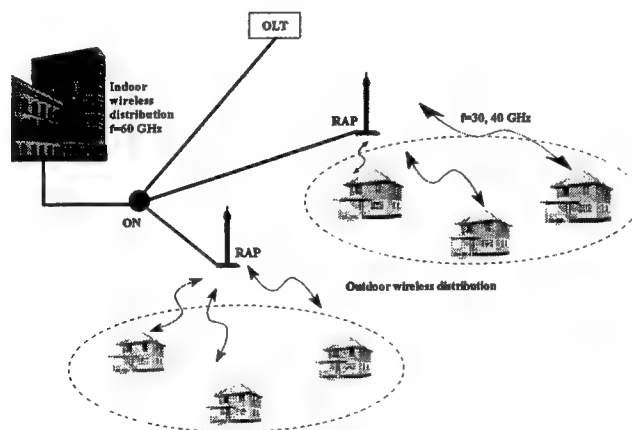 OLT
Indoor
wireless
distribution
f=60 GHz
RAP
f=30, 40 GHz
ON
RAP
Outdoor wireless distribution